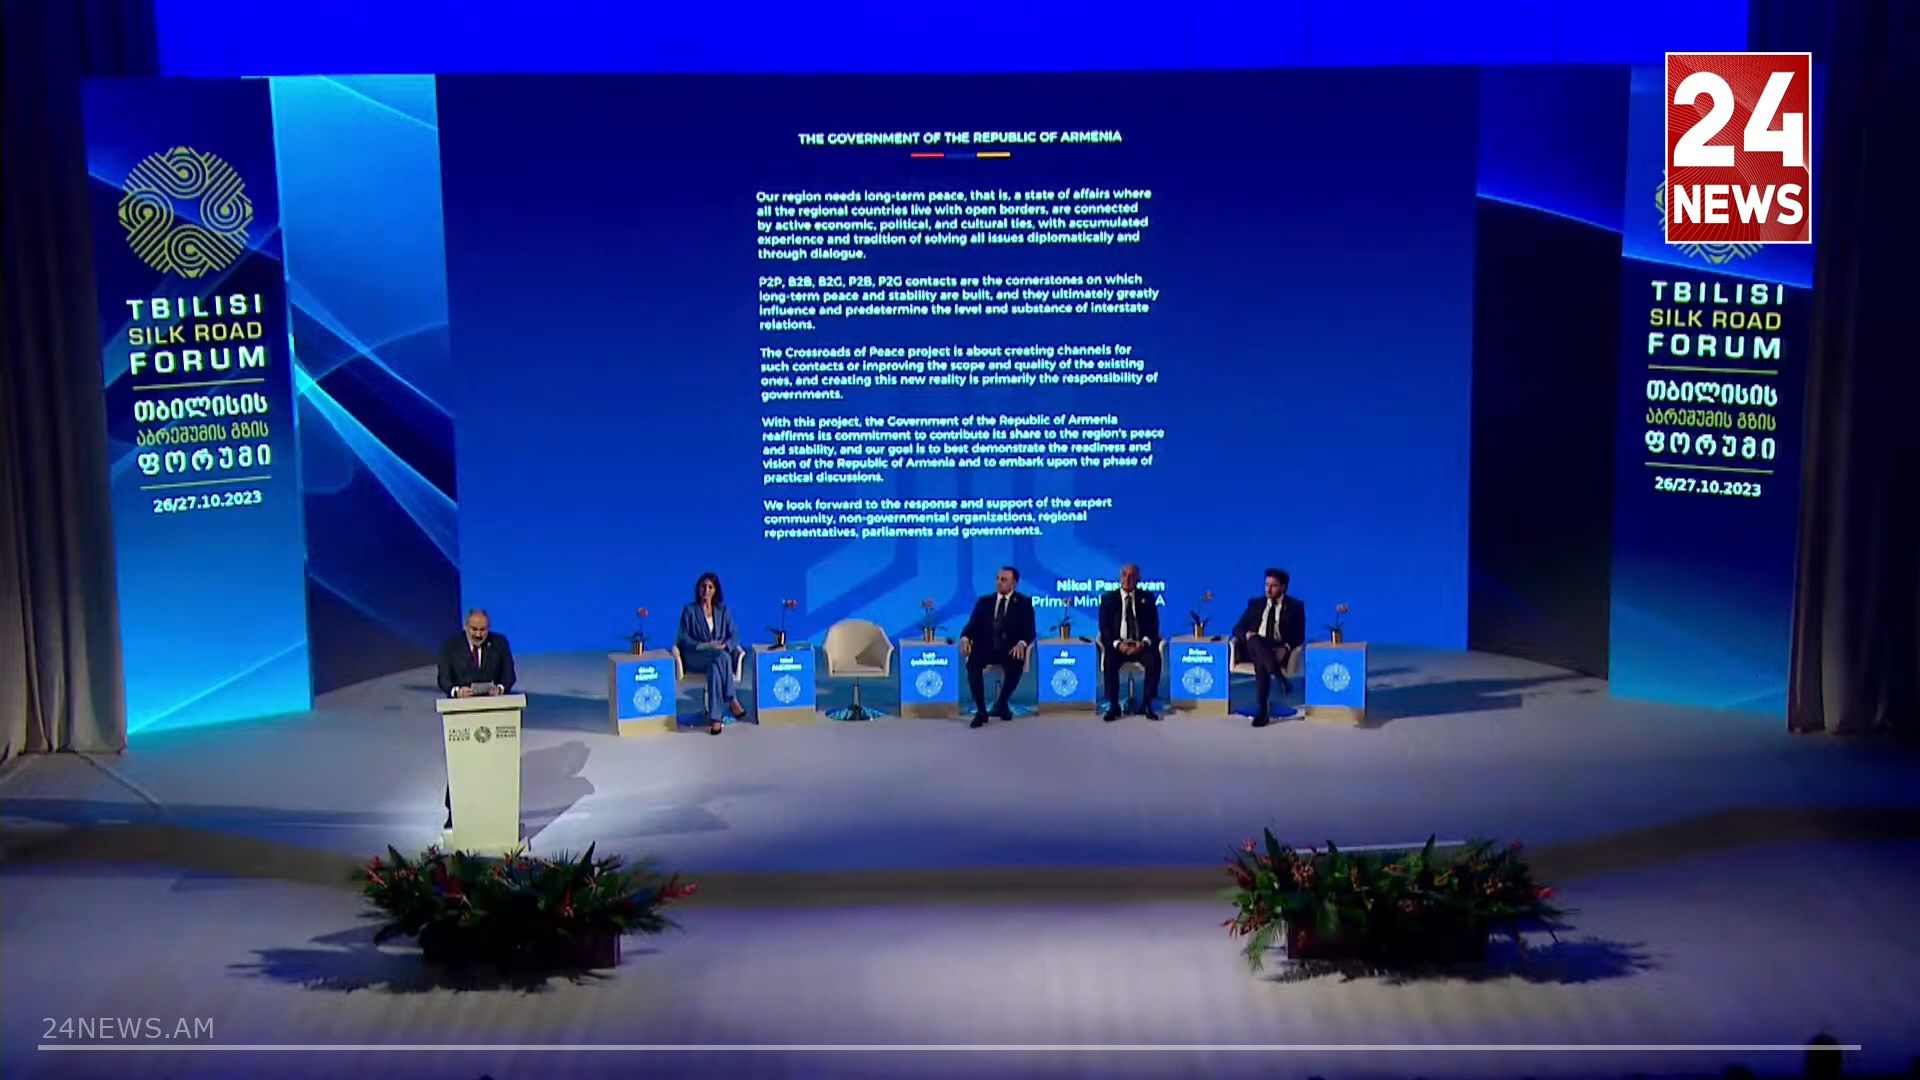 24
NEWS
TBILISI
SILK ROAD
FORUM
თბილისის
აბრეშუმის გზის
ფორუმი
26/27.10.2023
THE GOVERNMENT OF THE REPUBLIC OF ARMENIA
Our region needs long-term peace, that is, a state of affairs where
all the regional countries live with open borders, are connected
by active economic, political, and cultural ties, with accumulated
experience and tradition of solving all issues diplomatically and
through dialogue.
P2P, B2B, B2G, P2B, P2G contacts are the cornerstones on which
long-term peace and stability are built, and they ultimately greatly
influence and predetermine the level and substance of interstate
relations.
The Crossroads of Peace project is about creating channels for
such contacts or improving the scope and quality of the existing
ones, and creating this new reality is primarily the responsibility of
governments.
With this project, the Government of the Republic of Armenia
reaffirms its commitment to contribute its share to the region's peace
and stability, and our goal is to best demonstrate the readiness and
vision of the Republic of Armenia and to embark upon the phase of
practical discussions.
We look forward to the response and support of the expert
community, non-governmental organizations, regional
representatives, parliaments and governments.
Nikol
TBILISI
SILK ROAD
FORUM
თბილისის
აბრეშუმის გზის
ფორუმი
26/27.10.2023
24NEWS.AM